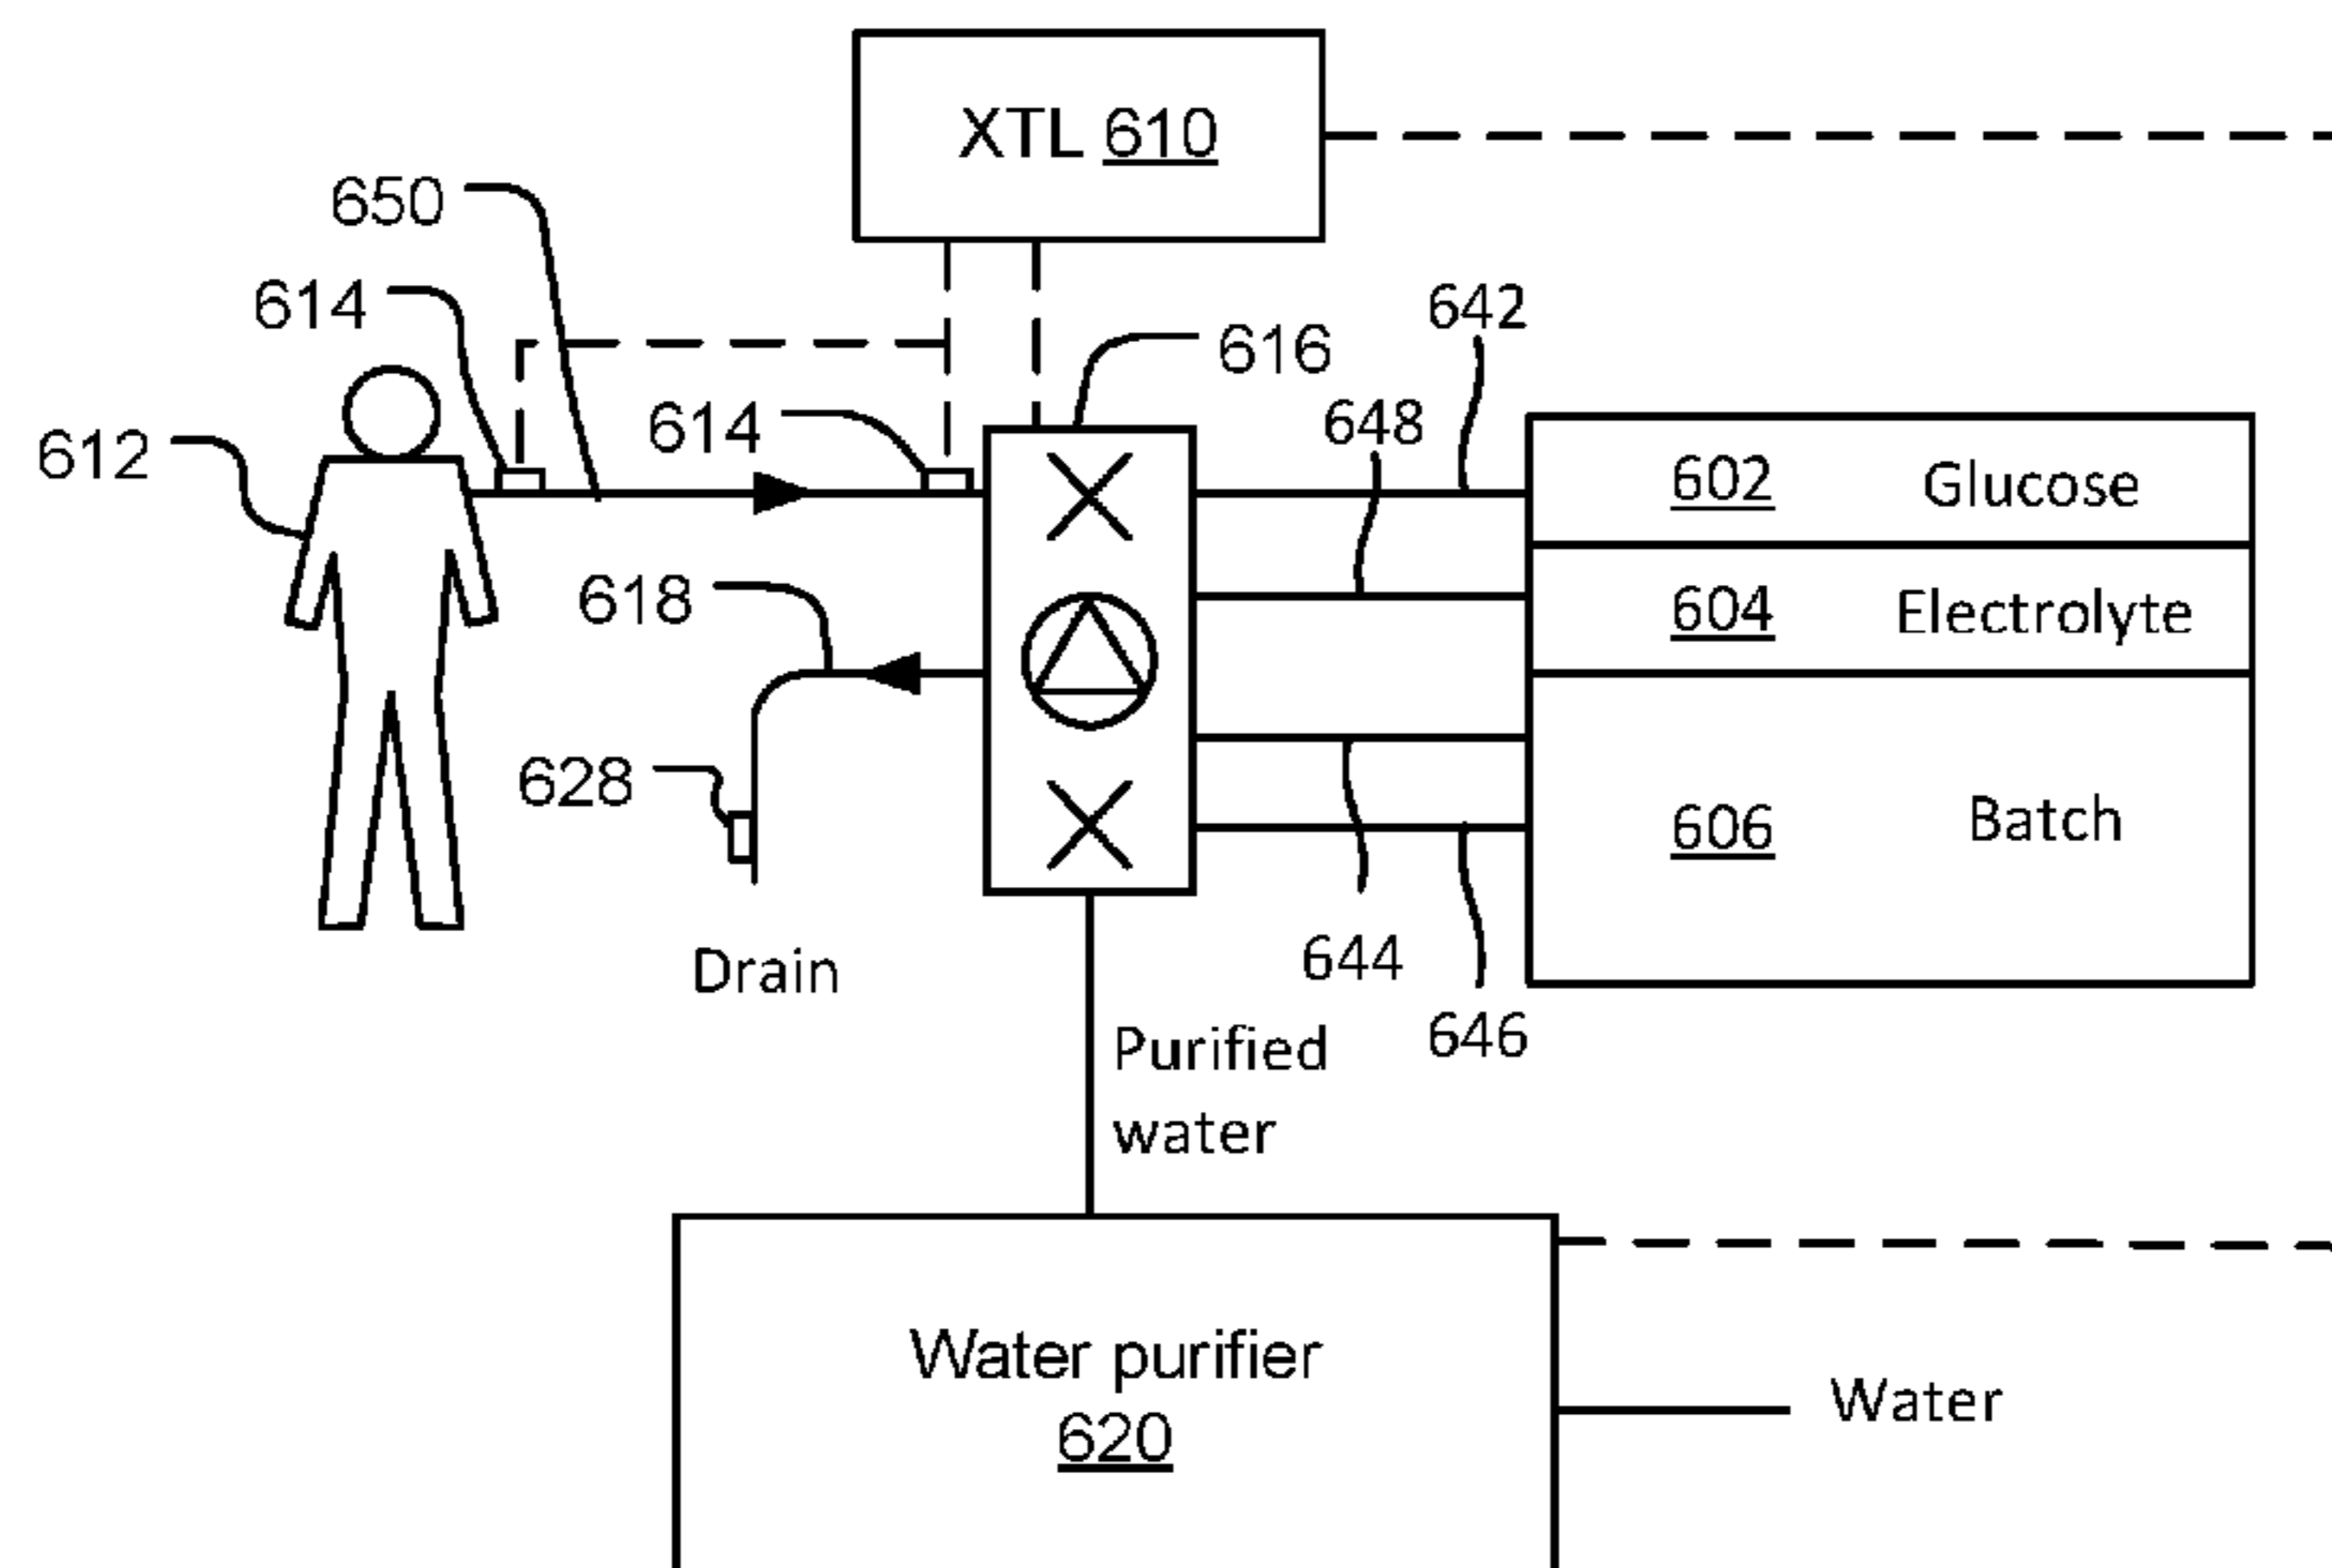 XTL 610
650
614
642
616
648
614
612
602 Glucose
618
604 Electrolyte
628
606 Batch
644
Drain
646
Purified
water
Water purifier
620
Water